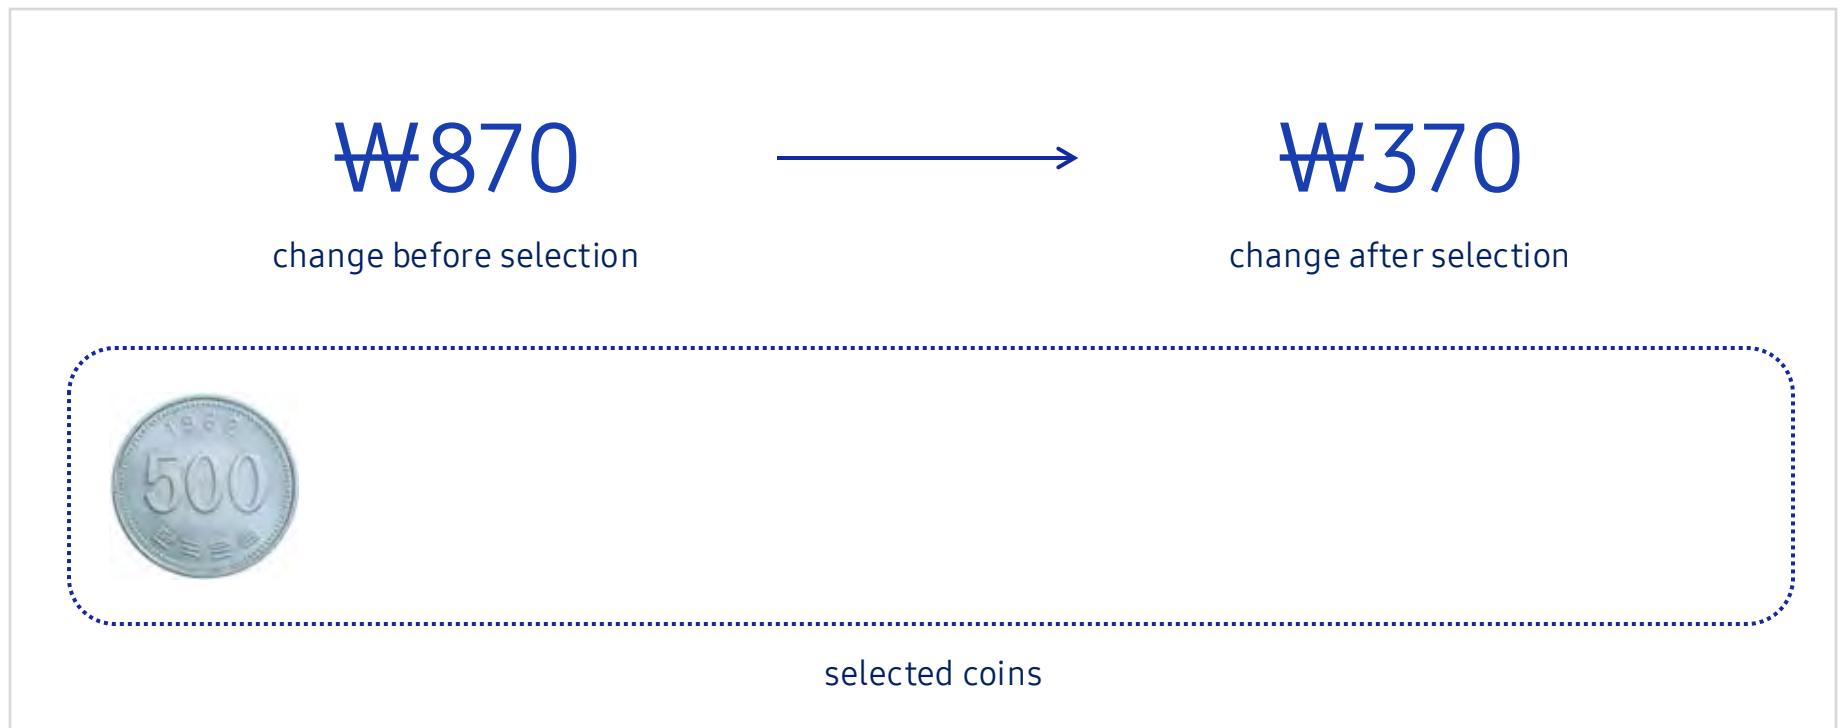 ₩870
₩370
change before selection
change after selection
500
selected coins